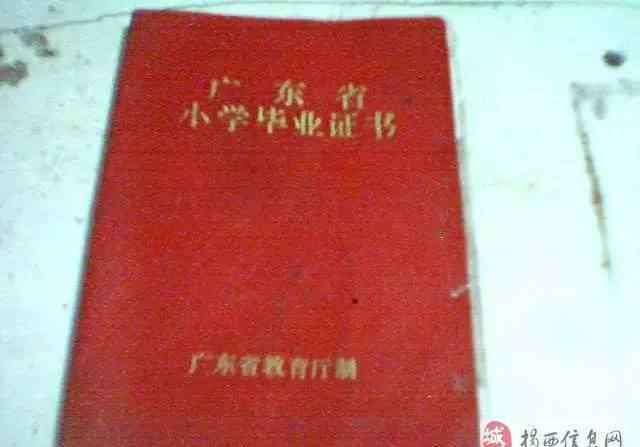 广东省
小学毕业证书
广东省教育厅制
城 揭西信息网